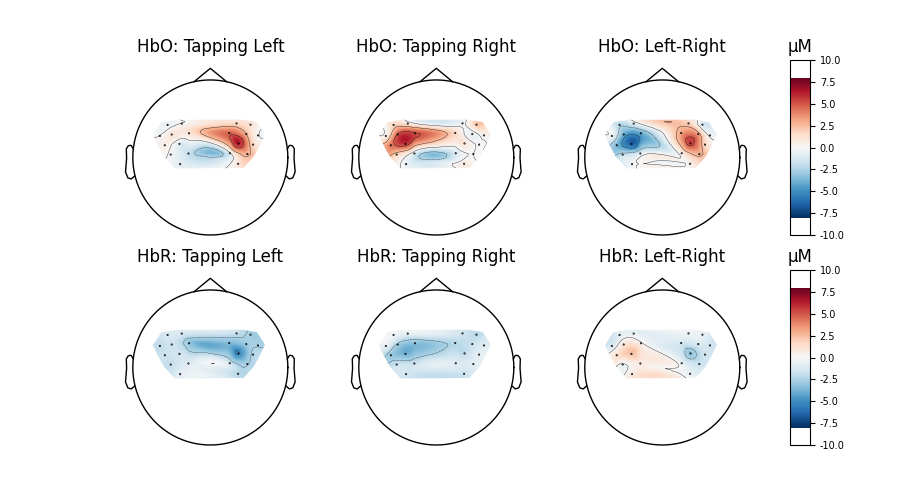 HbO: Tapping Left
HbO: Tapping Right
HbO: Left-Right
μM
10.0
7.5
5.0
2.5
0.0
-2.5
-5.0
-7.5
-10.0
HbR: Tapping Left
HbR: Tapping Right
HbR: Left-Right
μM
10.0
7.5
5.0
2.5
0.0
-2.5
-5.0
-7.5
-10.0